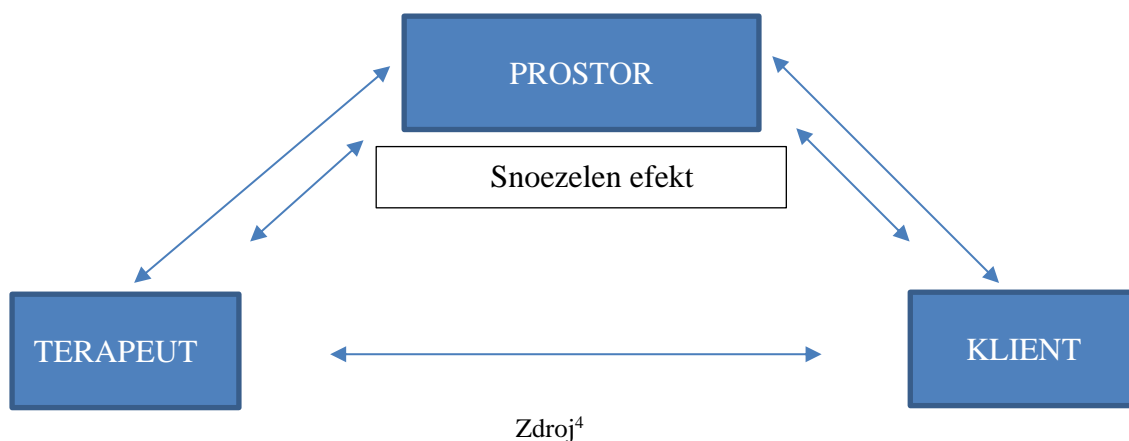 PROSTOR
Snoezelen efekt
TERAPEUT
KLIENT
Zdroj⁴